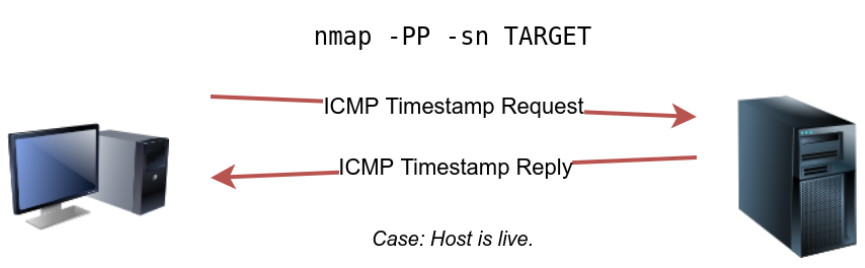 nmap -PP -sn TARGET
ICMP Timestamp Request
ICMP Timestamp Reply
Case: Host is live.